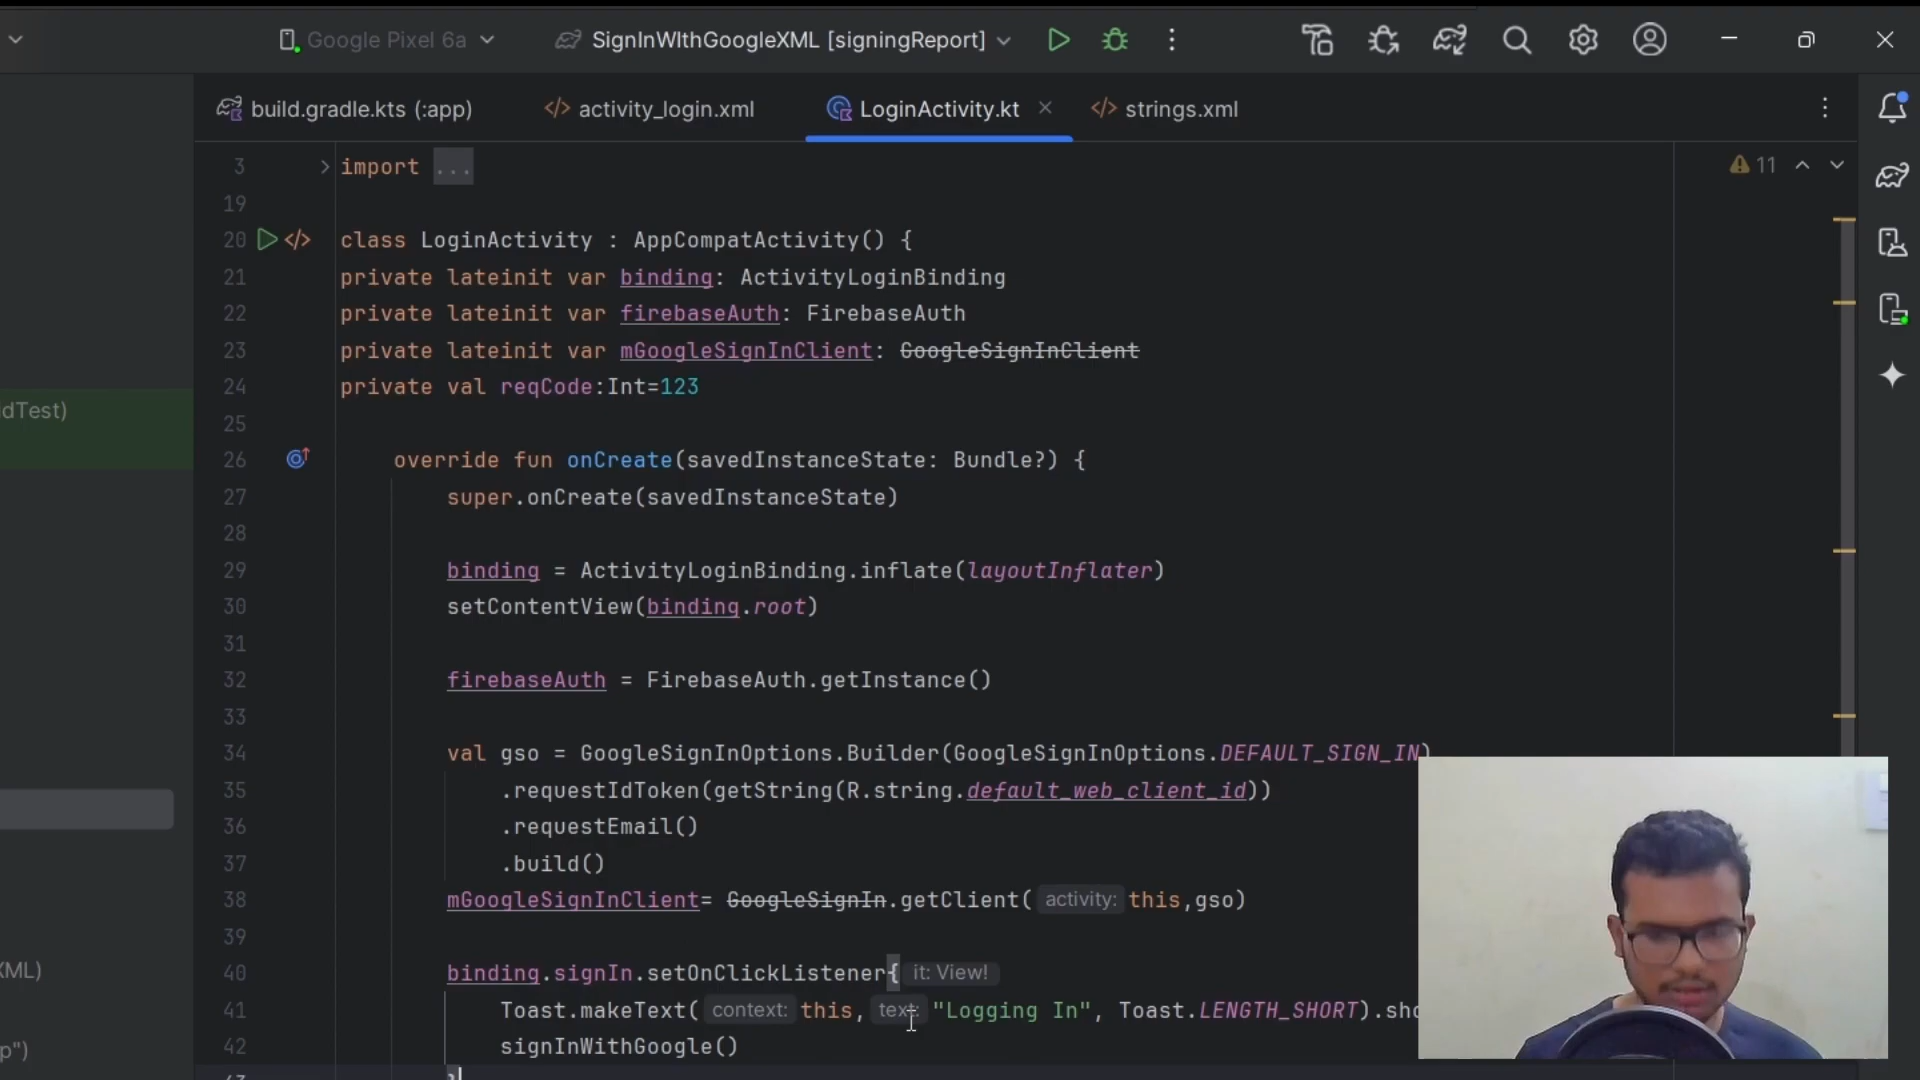 Google Pixel 6a SignInWIthGoogleXML [signingReport]
build.gradle.kts (:app) activity_login.xml LoginActivity.kt strings.xml
3 import ...
11
19
20 class LoginActivity : AppCompatActivity() {
21 private lateinit var binding: ActivityLoginBinding
22 private lateinit var firebaseAuth: FirebaseAuth
23 private lateinit var mGoogleSignInClient: GoogleSignInClient
24 private val reqCode:Int=123
dTest)
25
26 override fun onCreate(savedInstanceState: Bundle?) {
27 super.onCreate(savedInstanceState)
28
29 binding = ActivityLoginBinding.inflate(layoutInflater)
30 setContentView(binding.root)
31
32 firebaseAuth = FirebaseAuth.getInstance()
33
34 val gso = GoogleSignInOptions.Builder(GoogleSignInOptions.DEFAULT_SIGN_IN)
35 .requestIdToken(getString(R.string.default_web_client_id))
36 .requestEmail()
37 .build()
38 mGoogleSignInClient= GoogleSignIn.getClient( activity: this,gso)
39
40 binding.signIn.setOnClickListener{ it: View!
XML)
41 Toast.makeText( context: this, text: "Logging In", Toast.LENGTH_SHORT).sho
42 signInWithGoogle()
p")
}